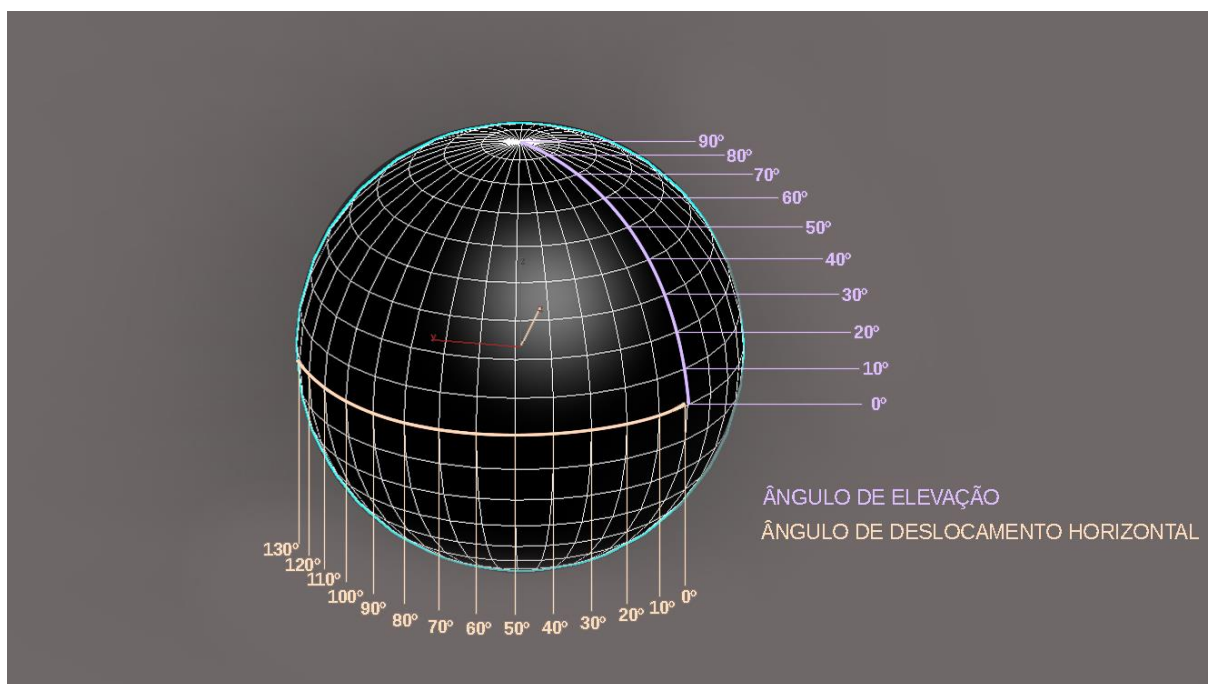 90º
80º
70º
60º
50º
40º
30º
20º
10º
0º
ÂNGULO DE ELEVAÇÃO
ÂNGULO DE DESLOCAMENTO HORIZONTAL
130º
120º
110º
100º
90º
80º
70º
60º
50º
40º
30º
20º
10º
0º